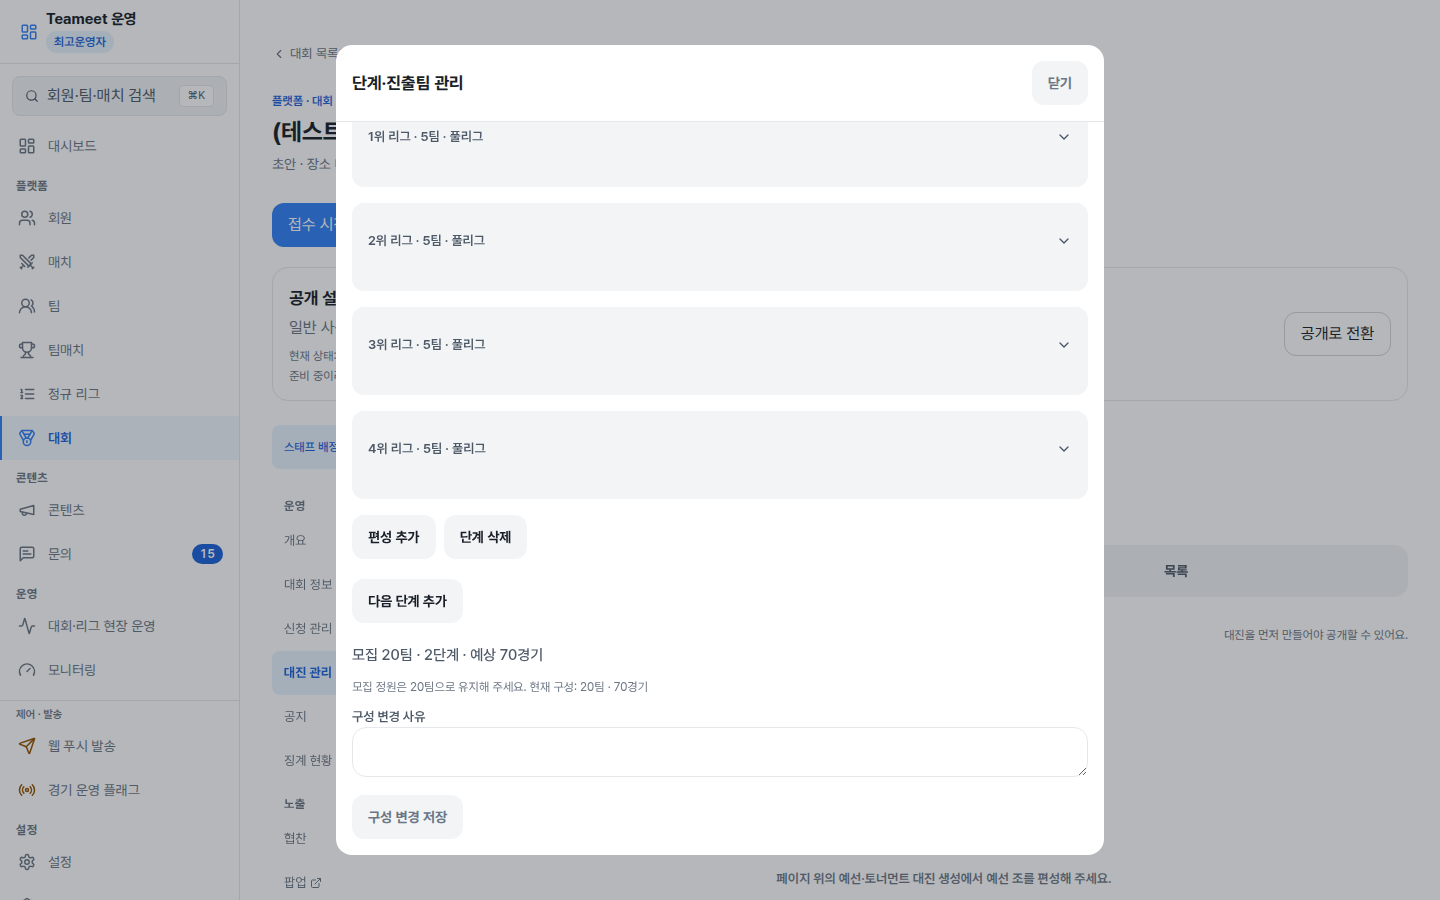 Teameet 운영
최고운영자
회원·팀·매치 검색
⌘K
대시보드
플랫폼
회원
매치
팀
팀매치
정규 리그
대회
콘텐츠
콘텐츠
문의
15
운영
대회·리그 현장 운영
모니터링
제어 · 발송
웹 푸시 발송
경기 운영 플래그
설정
설정
대회 목록
플랫폼 · 대회
(테스트
초안 · 장소
접수 시
공개 설
일반 사
현재 상태:
준비 중이
공개로 전환
스태프 배정
운영
개요
대회 정보
신청 관리
대진 관리
공지
징계 현황
노출
협찬
팝업
목록
대진을 먼저 만들어야 공개할 수 있어요.
페이지 위의 예선·토너먼트 대진 생성에서 예선 조를 편성해 주세요.
단계·진출팀 관리
닫기
1위 리그 · 5팀 · 풀리그
2위 리그 · 5팀 · 풀리그
3위 리그 · 5팀 · 풀리그
4위 리그 · 5팀 · 풀리그
편성 추가
단계 삭제
다음 단계 추가
모집 20팀 · 2단계 · 예상 70경기
모집 정원은 20팀으로 유지해 주세요. 현재 구성: 20팀 · 70경기
구성 변경 사유
구성 변경 저장